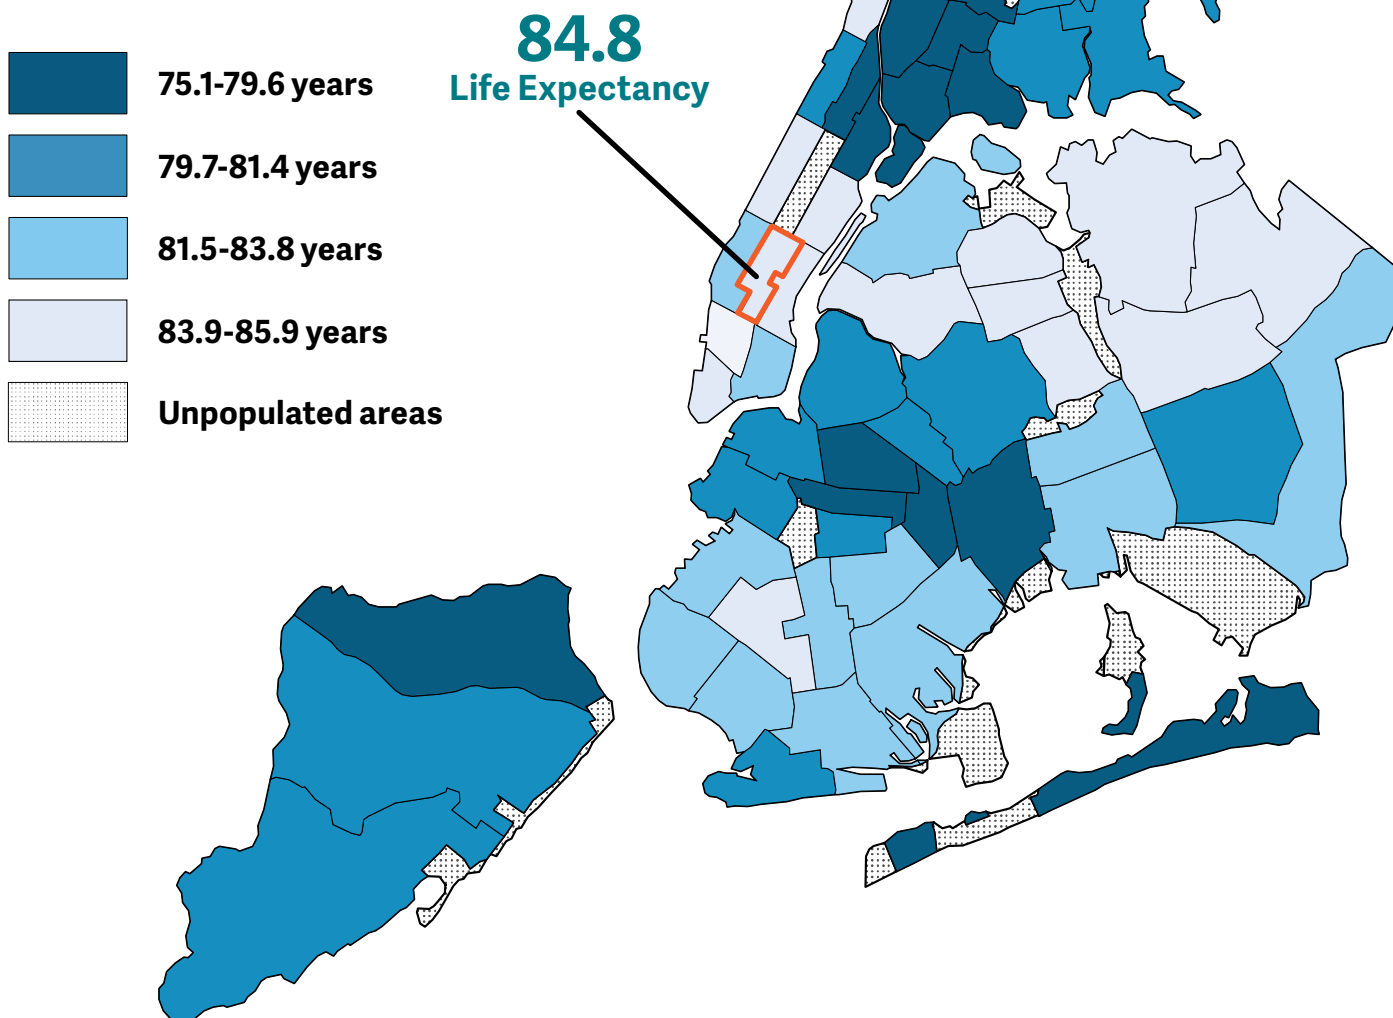 84.8
Life Expectancy
75.1-79.6 years
79.7-81.4 years
81.5-83.8 years
83.9-85.9 years
Unpopulated areas